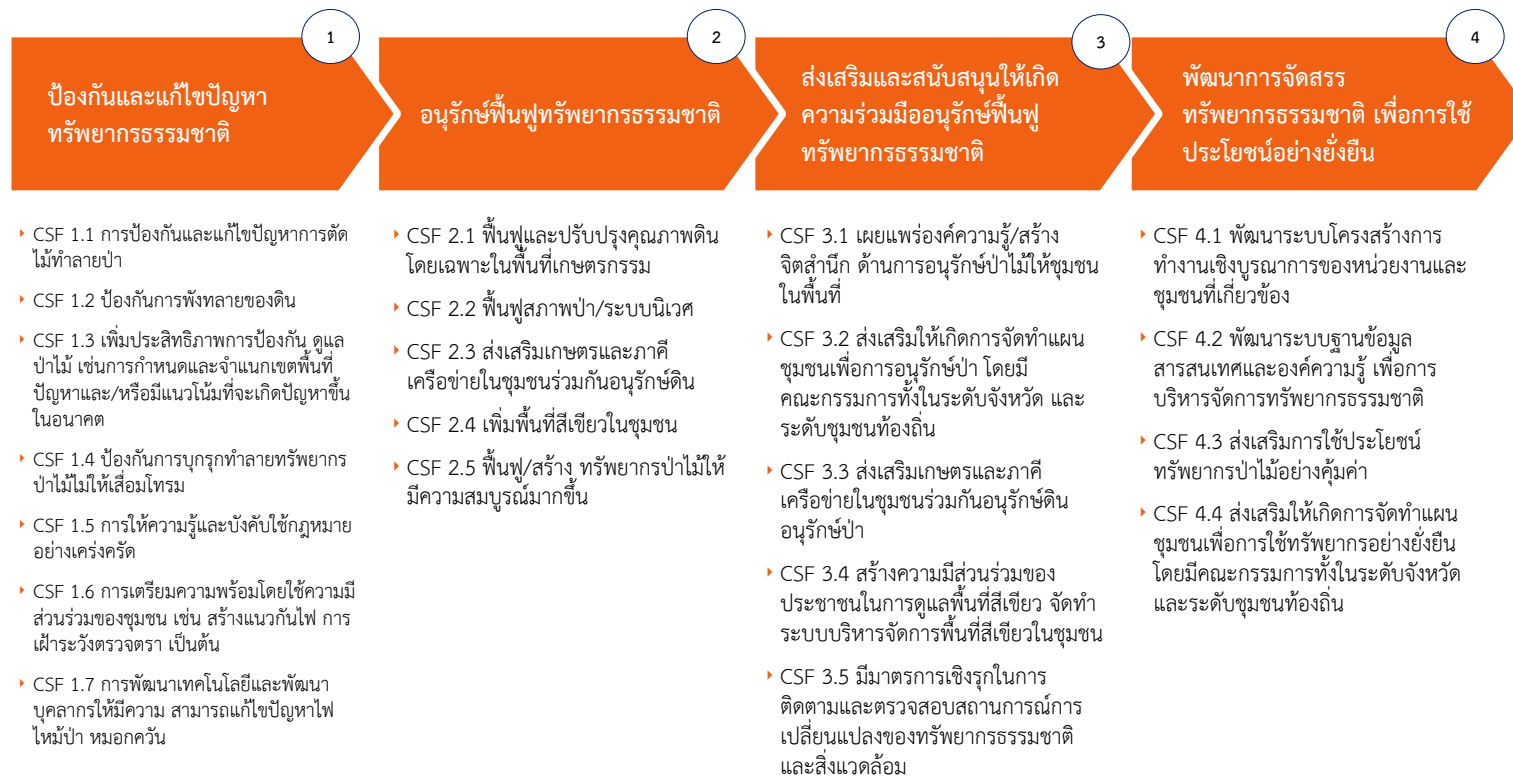 1
ป้องกันและแก้ไขปัญหา
ทรัพยากรธรรมชาติ
2
อนุรักษ์ฟื้นฟูทรัพยากรธรรมชาติ
3
ส่งเสริมและสนับสนุนให้เกิด
ความร่วมมืออนุรักษ์ฟื้นฟู
ทรัพยากรธรรมชาติ
4
พัฒนาการจัดสรร
ทรัพยากรธรรมชาติ เพื่อการใช้
ประโยชน์อย่างยั่งยืน
CSF 1.1 การป้องกันและแก้ไขปัญหาการตัด
ไม้ทำลายป่า
CSF 1.2 ป้องกันการพังทลายของดิน
CSF 1.3 เพิ่มประสิทธิภาพการป้องกัน ดูแล
ป่าไม้ เช่นการกำหนดและจำแนกเขตพื้นที่
ปัญหาและ/หรือมีแนวโน้มที่จะเกิดปัญหาขึ้น
ในอนาคต
CSF 1.4 ป้องกันการบุกรุกทำลายทรัพยากร
ป่าไม้ไม่ให้เสื่อมโทรม
CSF 1.5 การให้ความรู้และบังคับใช้กฎหมาย
อย่างเคร่งครัด
CSF 1.6 การเตรียมความพร้อมโดยใช้ความมี
ส่วนร่วมของชุมชน เช่น สร้างแนวกันไฟ การ
เฝ้าระวังตรวจตรา เป็นต้น
CSF 1.7 การพัฒนาเทคโนโลยีและพัฒนา
บุคลากรให้มีความ สามารถแก้ไขปัญหาไฟ
ไหม้ป่า หมอกควัน
CSF 2.1 ฟื้นฟูและปรับปรุงคุณภาพดิน
โดยเฉพาะในพื้นที่เกษตรกรรม
CSF 2.2 ฟื้นฟูสภาพป่า/ระบบนิเวศ
CSF 2.3 ส่งเสริมเกษตรและภาคี
เครือข่ายในชุมชนร่วมกันอนุรักษ์ดิน
CSF 2.4 เพิ่มพื้นที่สีเขียวในชุมชน
CSF 2.5 ฟื้นฟู/สร้าง ทรัพยากรป่าไม้ให้
มีความสมบูรณ์มากขึ้น
CSF 3.1 เผยแพร่องค์ความรู้/สร้าง
จิตสำนึก ด้านการอนุรักษ์ป่าไม้ให้ชุมชน
ในพื้นที่
CSF 3.2 ส่งเสริมให้เกิดการจัดทำแผน
ชุมชนเพื่อการอนุรักษ์ป่า โดยมี
คณะกรรมการทั้งในระดับจังหวัด และ
ระดับชุมชนท้องถิ่น
CSF 3.3 ส่งเสริมเกษตรและภาคี
เครือข่ายในชุมชนร่วมกันอนุรักษ์ดิน
อนุรักษ์ป่า
CSF 3.4 สร้างความมีส่วนร่วมของ
ประชาชนในการดูแลพื้นที่สีเขียว จัดทำ
ระบบบริหารจัดการพื้นที่สีเขียวในชุมชน
CSF 3.5 มีมาตรการเชิงรุกในการ
ติดตามและตรวจสอบสถานการณ์การ
เปลี่ยนแปลงของทรัพยากรธรรมชาติ
และสิ่งแวดล้อม
CSF 4.1 พัฒนาระบบโครงสร้างการ
ทำงานเชิงบูรณาการของหน่วยงานและ
ชุมชนที่เกี่ยวข้อง
CSF 4.2 พัฒนาระบบฐานข้อมูล
สารสนเทศและองค์ความรู้ เพื่อการ
บริหารจัดการทรัพยากรธรรมชาติ
CSF 4.3 ส่งเสริมการใช้ประโยชน์
ทรัพยากรป่าไม้อย่างคุ้มค่า
CSF 4.4 ส่งเสริมให้เกิดการจัดทำแผน
ชุมชนเพื่อการใช้ทรัพยากรอย่างยั่งยืน
โดยมีคณะกรรมการทั้งในระดับจังหวัด
และระดับชุมชนท้องถิ่น